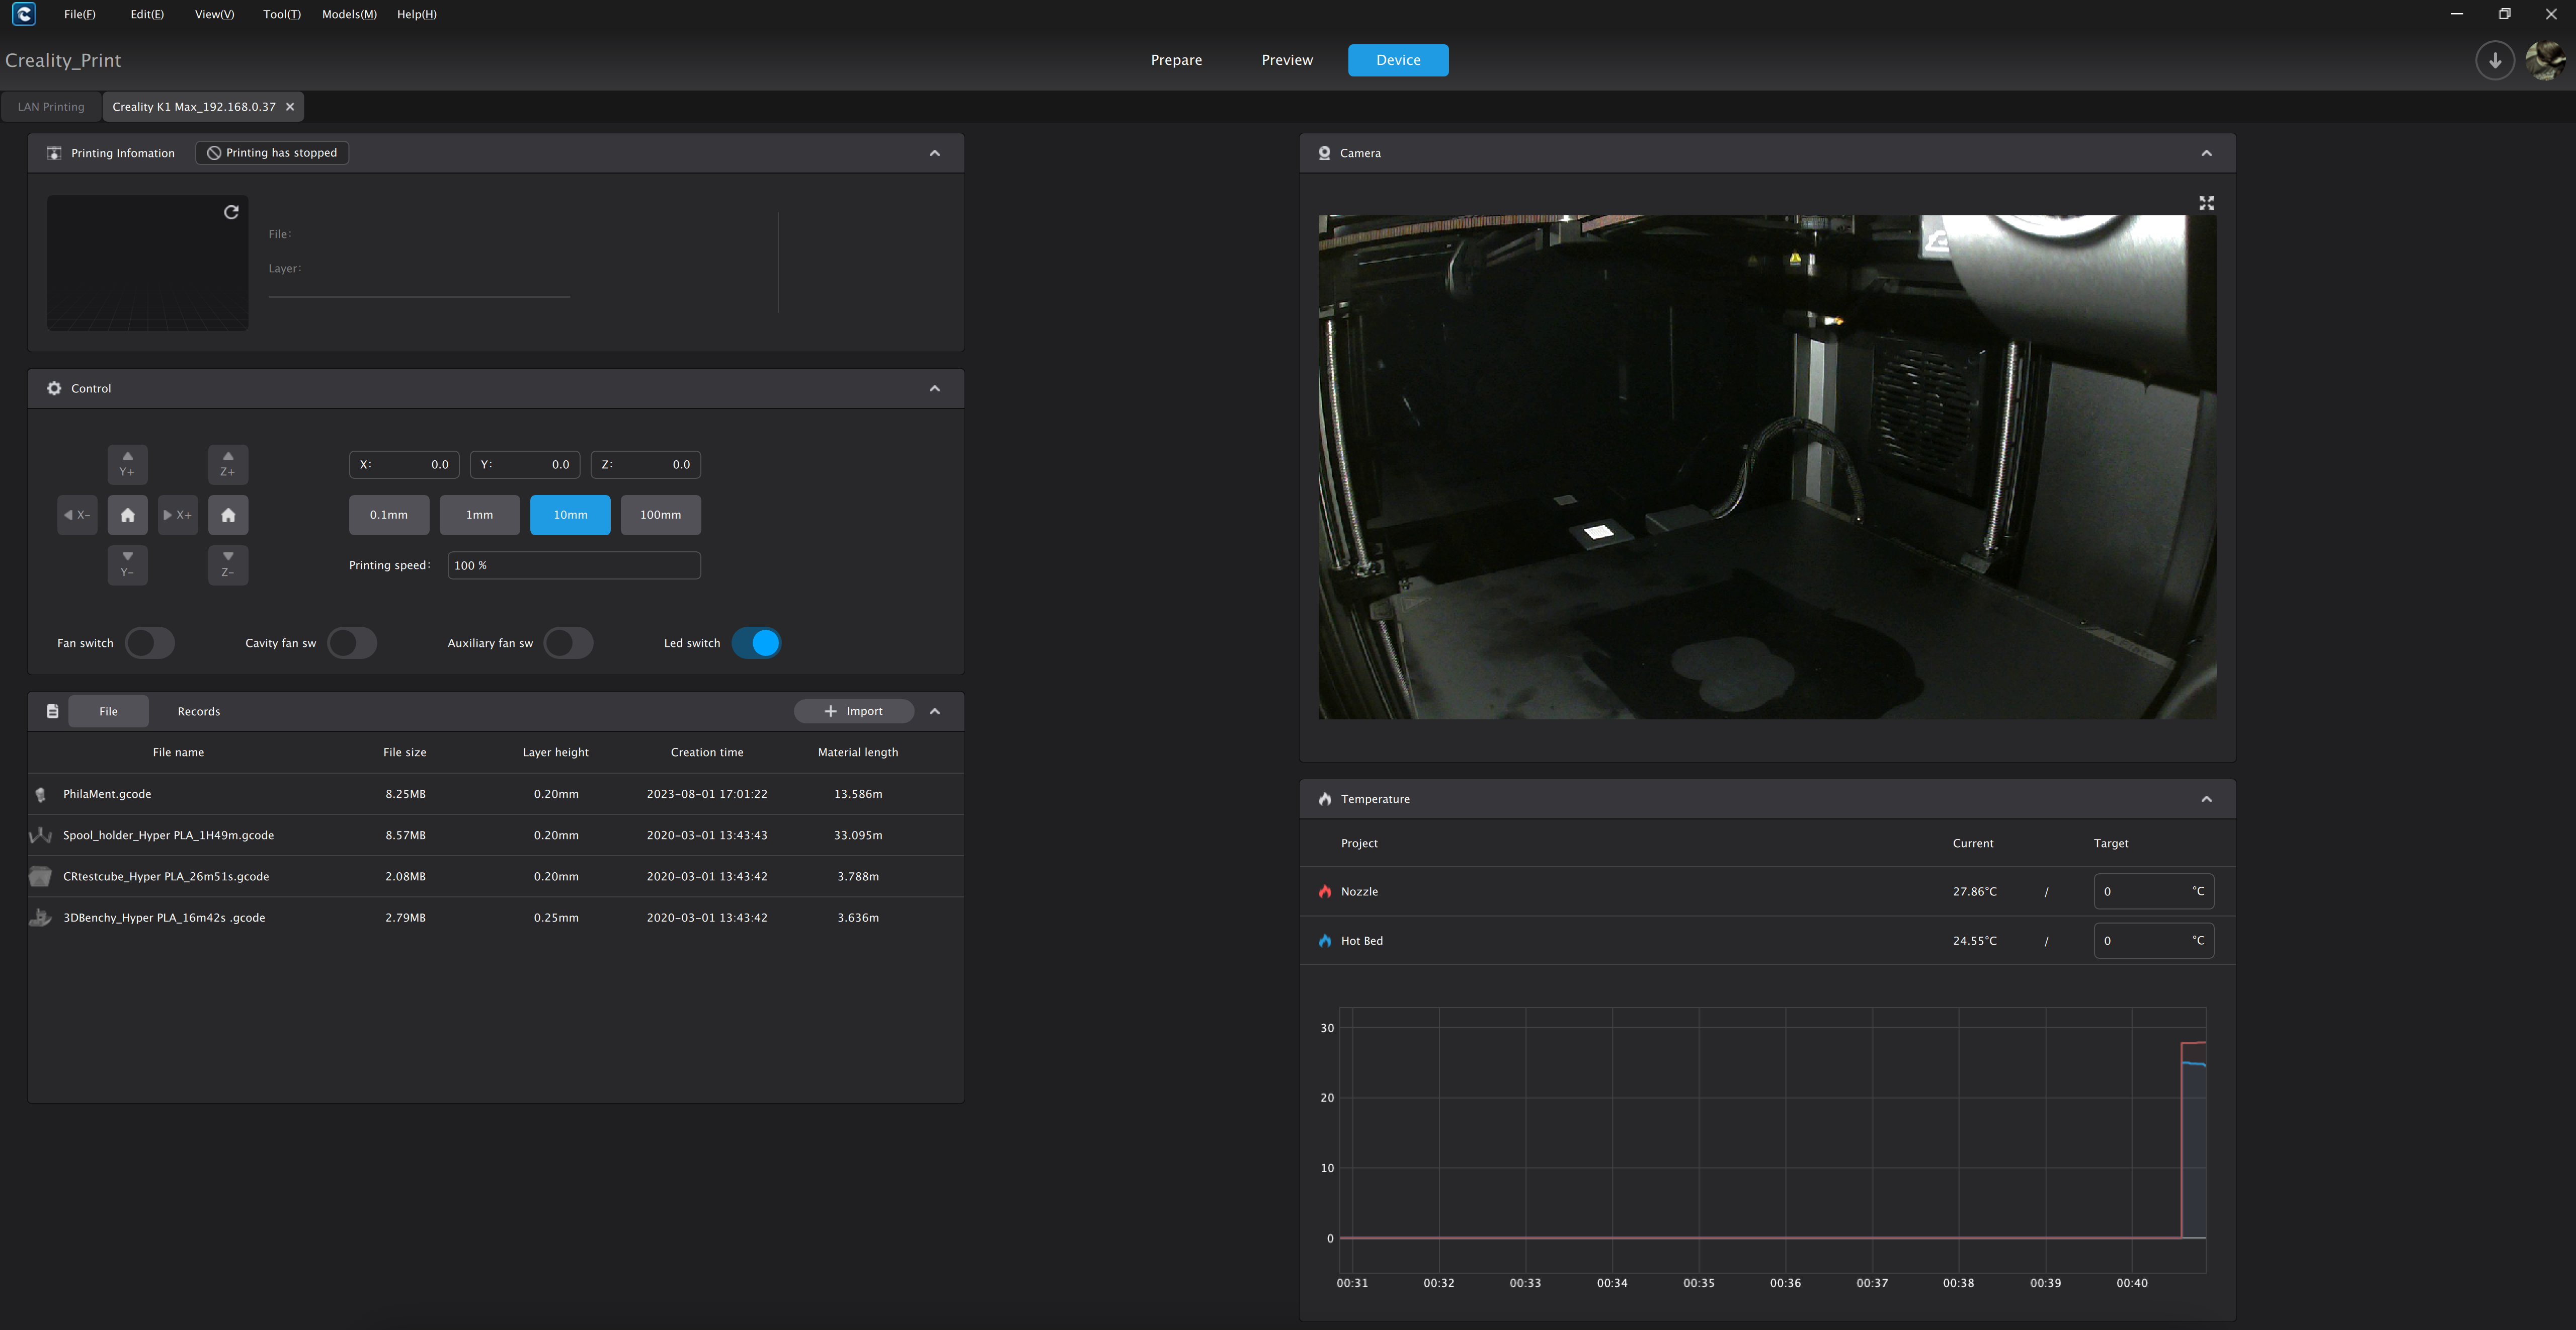 File(F) Edit(E) View(V) Tool(T) Models(M) Help(H)
Creality_Print
Prepare Preview Device
LAN Printing Creality K1 Max_192.168.0.37
Printing Infomation Printing has stopped
File:
Layer:
Control
Y+ Z+
X- X+
Y- Z-
X: 0.0 Y: 0.0 Z: 0.0
0.1mm 1mm 10mm 100mm
Printing speed: 100 %
Fan switch Cavity fan sw Auxiliary fan sw Led switch
File Records Import
File name File size Layer height Creation time Material length
PhilaMent.gcode 8.25MB 0.20mm 2023-08-01 17:01:22 13.586m
Spool_holder_Hyper PLA_1H49m.gcode 8.57MB 0.20mm 2020-03-01 13:43:43 33.095m
CRtestcube_Hyper PLA_26m51s.gcode 2.08MB 0.20mm 2020-03-01 13:43:42 3.788m
3DBenchy_Hyper PLA_16m42s .gcode 2.79MB 0.25mm 2020-03-01 13:43:42 3.636m
Camera
Temperature
Project Current Target
Nozzle 27.86°C / 0 °C
Hot Bed 24.55°C / 0 °C
30
20
10
0
00:31 00:32 00:33 00:34 00:35 00:36 00:37 00:38 00:39 00:40